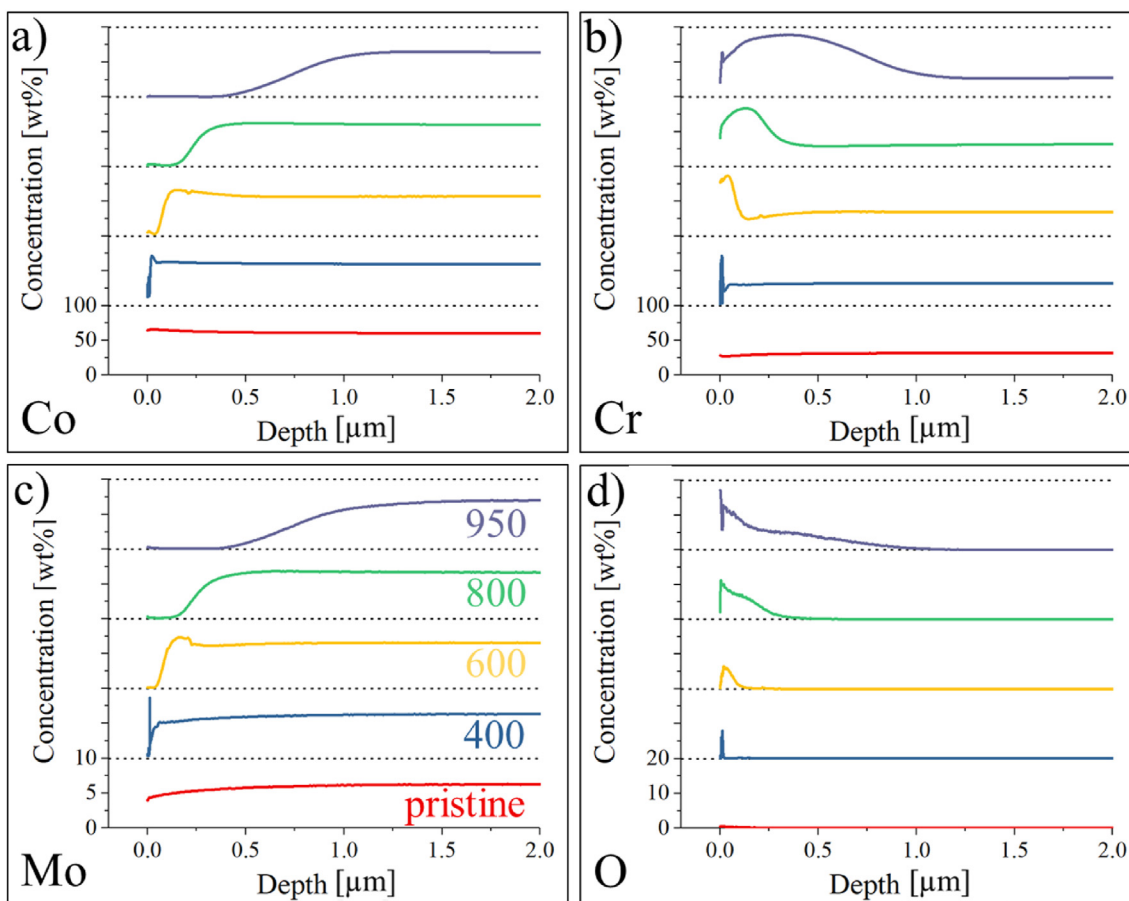 a)
Concentration [wt%]
100
50
0
0.0 0.5 1.0 1.5 2.0
Co
Depth [µm]
b)
Concentration [wt%]
100
50
0
0.0 0.5 1.0 1.5 2.0
Cr
Depth [µm]
c)
Concentration [wt%]
950
800
600
400
pristine
10
5
0
0.0 0.5 1.0 1.5 2.0
Mo
Depth [µm]
d)
Concentration [wt%]
20
10
0
0.0 0.5 1.0 1.5 2.0
O
Depth [µm]